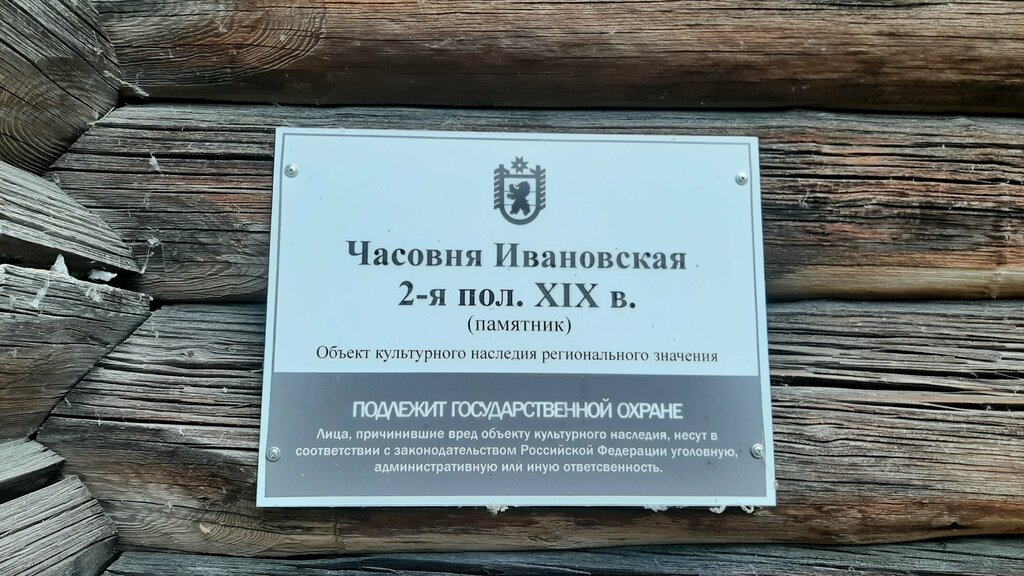 Часовня Ивановская
2-я пол. XIX в.
(памятник)
Объект культурного наследия регионального значения
ПОДЛЕЖИТ ГОСУДАРСТВЕННОЙ ОХРАНЕ
Лица, причинившие вред объекту культурного наследия, несут в
соответствии с законодательством Российской Федерации уголовную,
административную или иную ответсвенность.